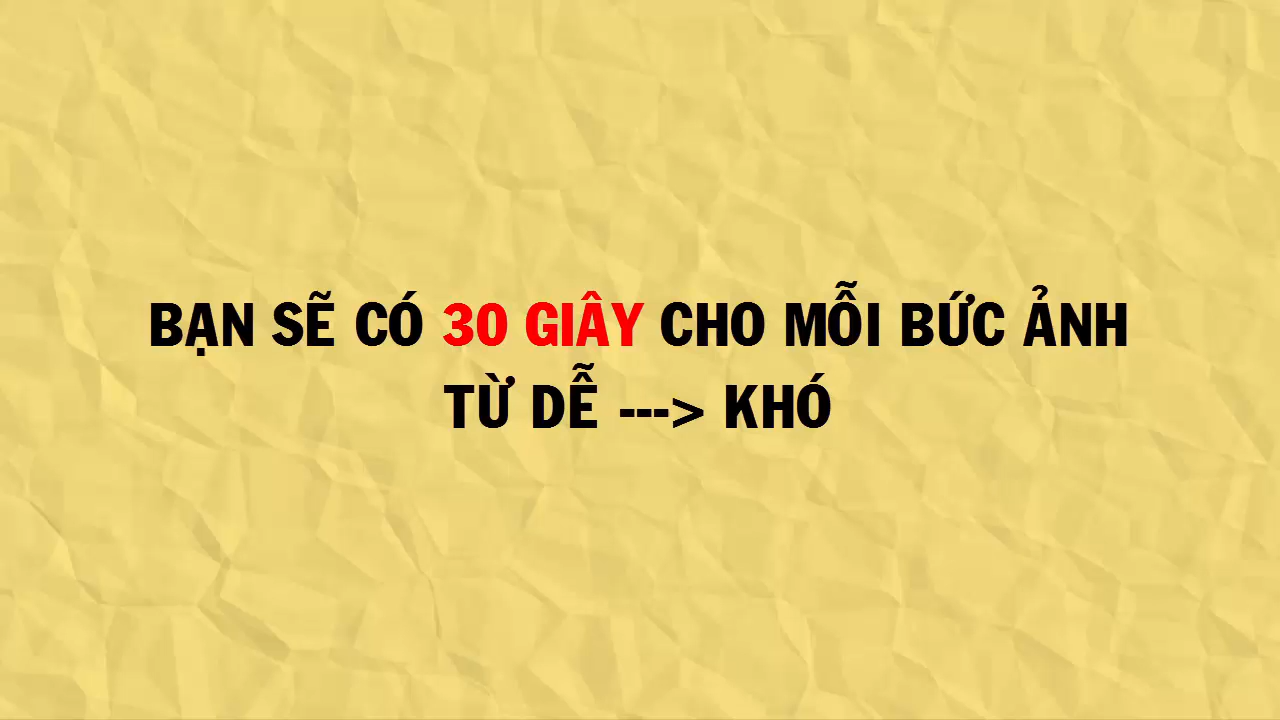 BẠN SẼ CÓ 30 GIÂY CHO MỖI BỨC ẢNH
TỪ DỄ ---> KHÓ